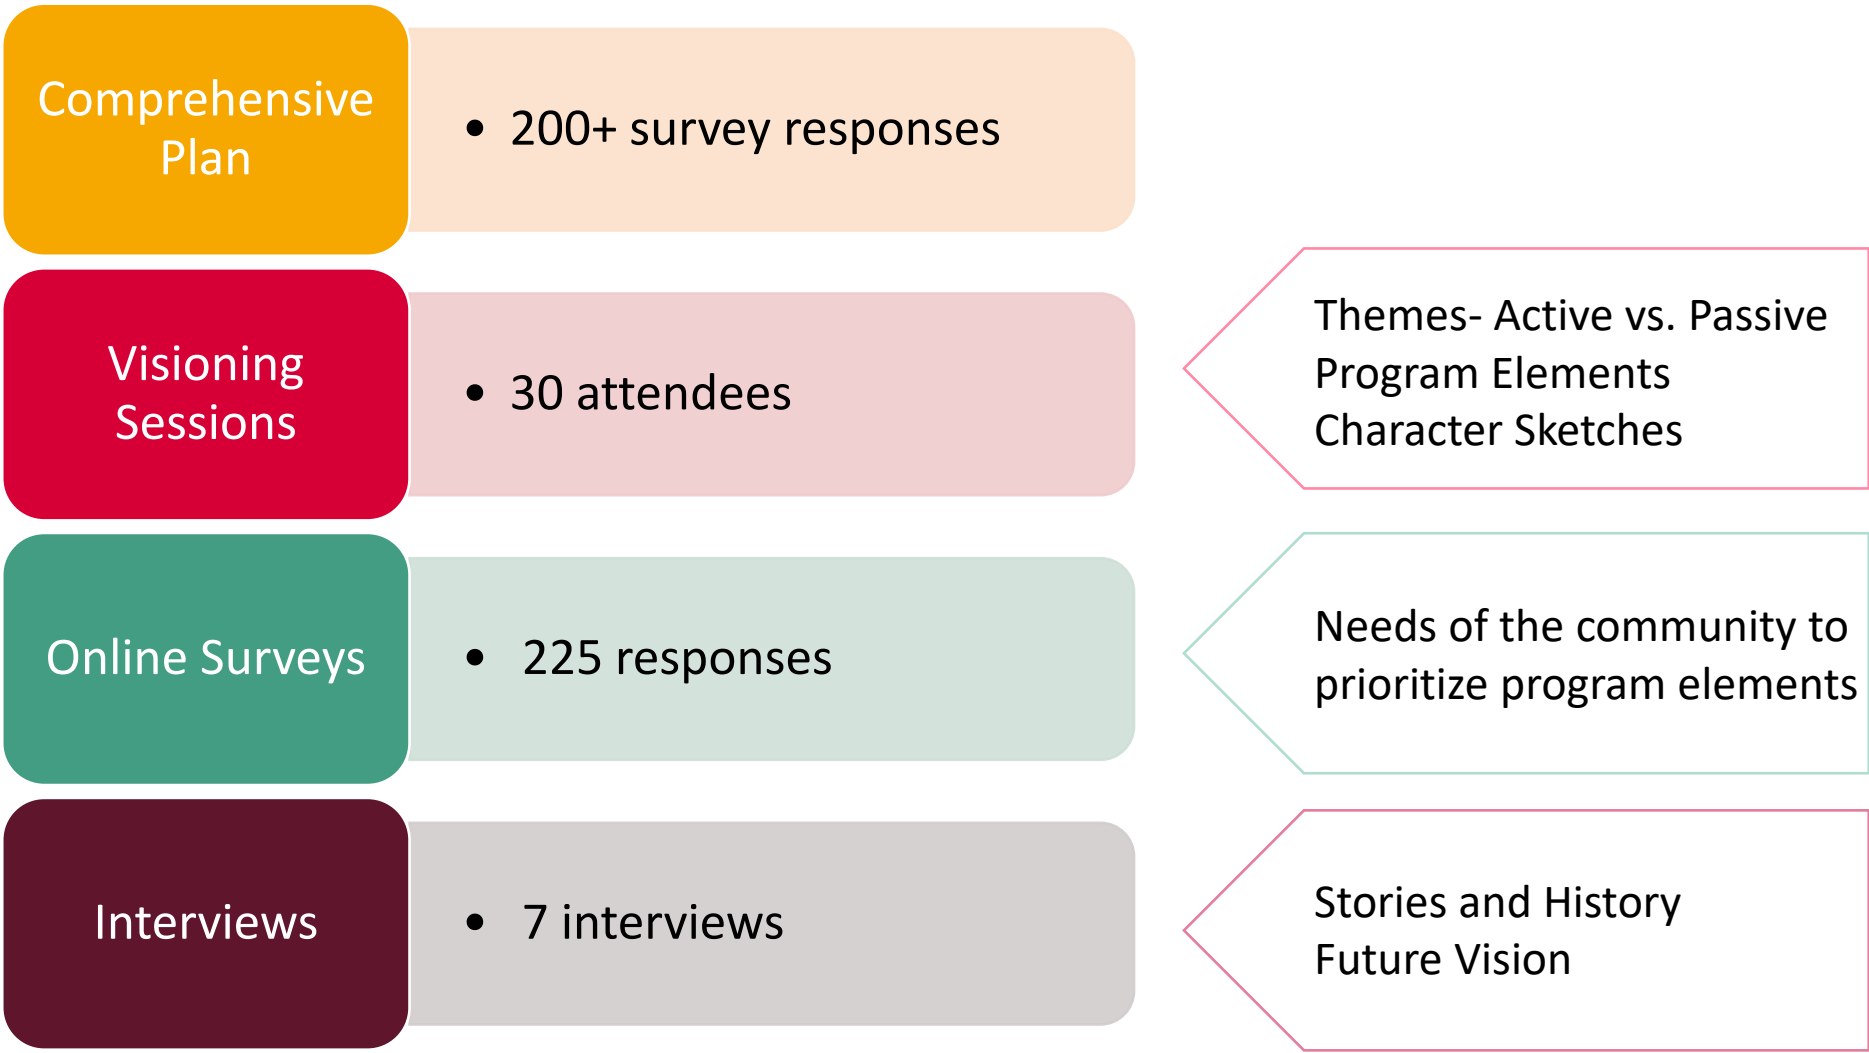 Comprehensive
Plan
• 200+ survey responses
Visioning
Sessions
• 30 attendees
Themes- Active vs. Passive
Program Elements
Character Sketches
Online Surveys
• 225 responses
Needs of the community to
prioritize program elements
Interviews
• 7 interviews
Stories and History
Future Vision